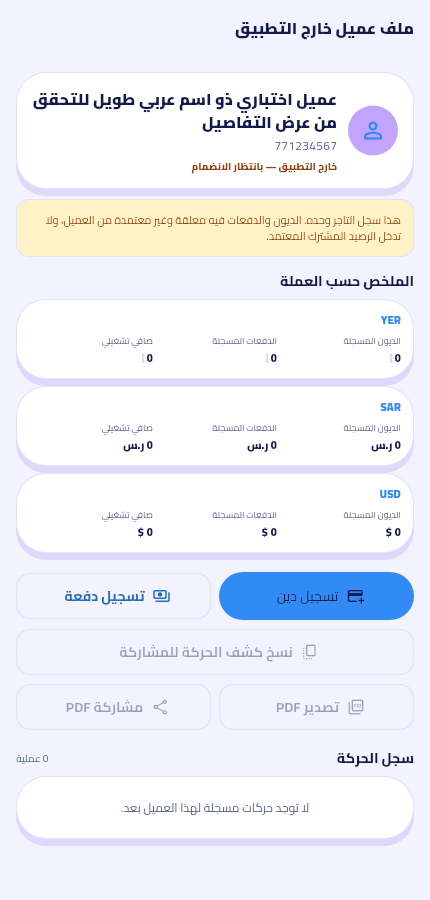 ملف عميل خارج التطبيق
عميل اختباري ذو اسم عربي طويل للتحقق
من عرض التفاصيل
771234567
خارج التطبيق — بانتظار الانضمام
هذا سجل التاجر وحده. الديون والدفعات فيه معلقة وغير معتمدة من العميل، ولا
تدخل الرصيد المشترك المعتمد.
الملخص حسب العملة
YER
الديون المسجلة الدفعات المسجلة صافي تشغيلي
0 0 0
SAR
الديون المسجلة الدفعات المسجلة صافي تشغيلي
0 ر.س 0 ر.س 0 ر.س
USD
الديون المسجلة الدفعات المسجلة صافي تشغيلي
0 $ 0 $ 0 $
تسجيل دين تسجيل دفعة
نسخ كشف الحركة للمشاركة
تصدير PDF مشاركة PDF
سجل الحركة 0 عملية
لا توجد حركات مسجلة لهذا العميل بعد.